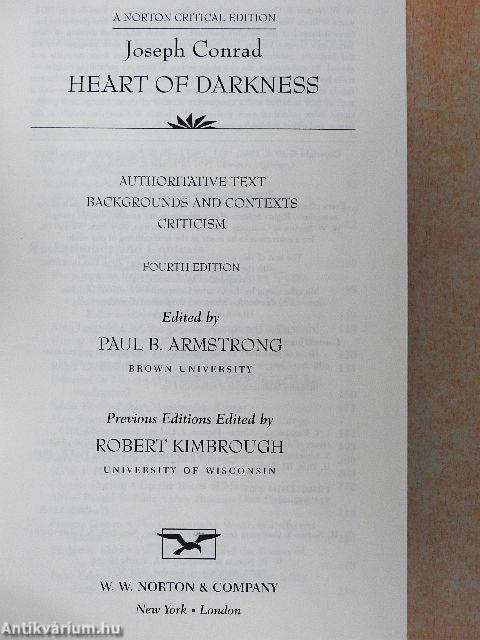 A NORTON CRITICAL EDITION
Joseph Conrad
HEART OF DARKNESS
AUTHORITATIVE TEXT
BACKGROUNDS AND CONTEXTS
CRITICISM
FOURTH EDITION
Edited by
PAUL B. ARMSTRONG
BROWN UNIVERSITY
Previous Editions Edited by
ROBERT KIMBROUGH
UNIVERSITY OF WISCONSIN
W. W. NORTON & COMPANY
New York • London
Antikvárium.hu